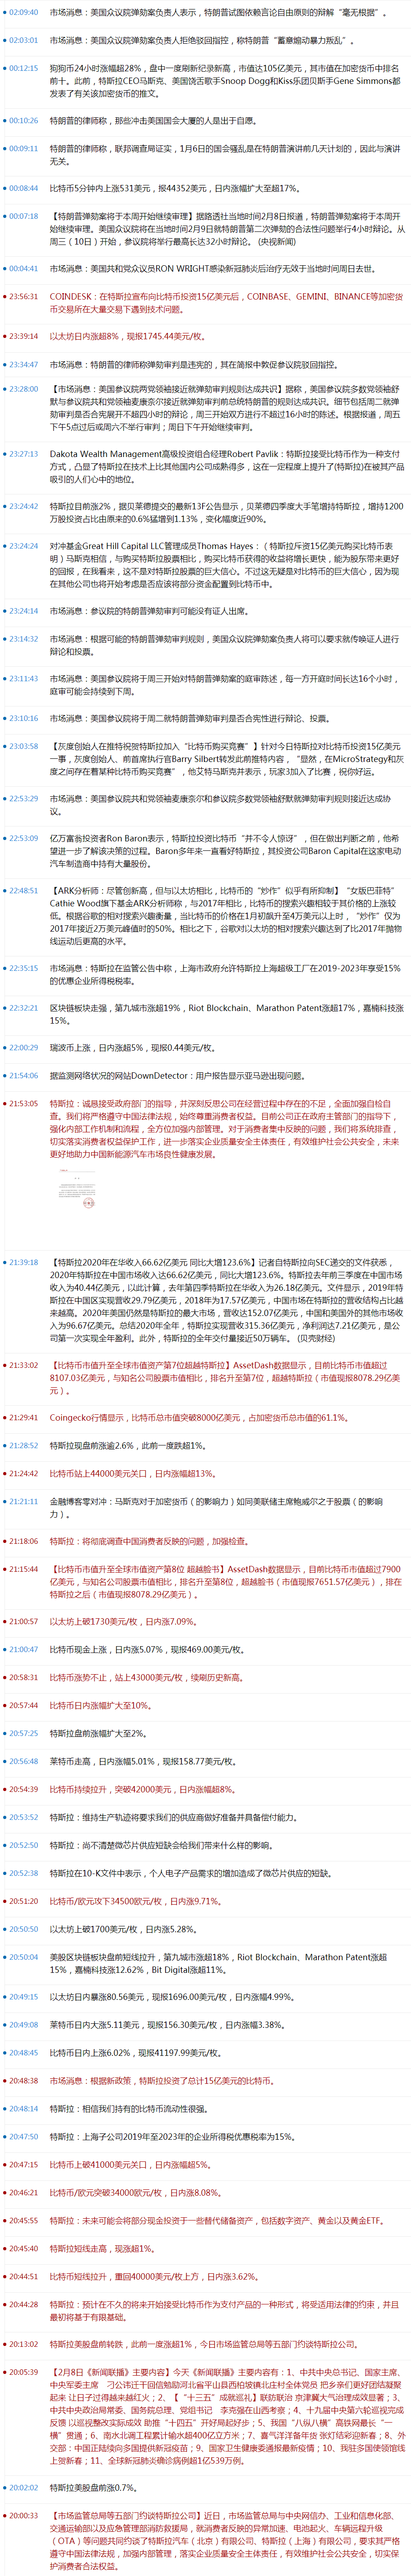 02:09:40 市场消息：美国众议院弹劾案负责人表示，特朗普试图依赖言论自由原则的辩解“毫无根据”。
02:03:01 市场消息：美国众议院弹劾案负责人拒绝驳回指控，称特朗普“蓄意煽动暴力叛乱”。
00:12:15 狗狗币24小时涨幅超28%，盘中一度刷新纪录新高，市值达105亿美元，其市值在加密货币中排名
前十。此前，特斯拉CEO马斯克、美国饶舌歌手Snoop Dogg和Kiss乐团贝斯手Gene Simmons都
发表了有关该加密货币的推文。
00:10:26 特朗普的律师称，那些冲击美国国会大厦的人是出于自愿。
00:09:11 特朗普的律师称，联邦调查局证实，1月6日的国会骚乱是在特朗普演讲前几天计划的，因此与演讲
无关。
00:08:44 比特币5分钟内上涨531美元，报44352美元，日内涨幅扩大至超17%。
00:07:18 【特朗普弹劾案将于本周开始继续审理】据路透社当地时间2月8日报道，特朗普弹劾案将于本周开
始继续审理。美国众议院将在当地时间2月9日就特朗普第二次弹劾的合法性问题举行4小时辩论。从
周三（10日）开始，参议院将举行最高长达32小时辩论。 (央视新闻)
00:04:41 市场消息：美国共和党众议员RON WRIGHT感染新冠肺炎后治疗无效于当地时间周日去世。
23:56:31 COINDESK：在特斯拉宣布向比特币投资15亿美元后，COINBASE、GEMINI、BINANCE等加密货
币交易所在大量交易下遇到技术问题。
23:39:14 以太坊日内涨超8%，现报1745.44美元/枚。
23:34:47 市场消息：特朗普的律师称弹劾审判是违宪的，其在简报中敦促参议院驳回指控。
23:28:00 【市场消息：美国参议院两党领袖接近就弹劾审判规则达成共识】据称，美国参议院多数党领袖舒
默与参议院共和党领袖麦康奈尔接近就弹劾审判前总统特朗普的规则达成共识。细节包括周二就弹
劾审判是否合宪展开不超四小时的辩论，周三开始双方进行不超过16小时的陈述。根据报道，周五
下午5点过后或周六不举行审判；周日下午开始继续审判。
23:27:13 Dakota Wealth Management高级投资组合经理Robert Pavlik：特斯拉接受比特币作为一种支付
方式，凸显了特斯拉在技术上比其他国内公司成熟得多，这在一定程度上提升了(特斯拉)在被其产品
吸引的人们心中的地位。
23:24:42 特斯拉目前涨2%，据贝莱德提交的最新13F公告显示，贝莱德四季度大手笔增持特斯拉，增持1200
万股投资占比由原来的0.6%猛增到1.13%，变化幅度近90%。
23:24:24 对冲基金Great Hill Capital LLC管理成员Thomas Hayes：（特斯拉斥资15亿美元购买比特币表
明）马斯克相信，与购买特斯拉股票相比，购买比特币获得的收益将增长更快，能为股东带来更好
的回报，在我看来，这不是对特斯拉股票的巨大信心。不过这无疑是对比特币的巨大信心，因为现
在其他公司也将开始考虑是否应该将部分资金配置到比特币中。
23:24:14 市场消息：参议院的特朗普弹劾审判可能没有证人出席。
23:14:32 市场消息：根据可能的特朗普弹劾审判规则，美国众议院弹劾案负责人将可以要求就传唤证人进行
辩论和投票。
23:11:43 市场消息：美国参议院将于周三开始对特朗普弹劾案的庭审陈述，每一方开庭时间长达16个小时，
庭审可能会持续到下周。
23:10:16 市场消息：美国参议院将于周二就特朗普弹劾审判是否合宪性进行辩论、投票。
23:03:58 【灰度创始人在推特祝贺特斯拉加入“比特币购买竞赛”】针对今日特斯拉对比特币投资15亿美元
一事，灰度创始人、前首席执行官Barry Silbert转发此前推特内容，“显然，在MicroStrategy和灰
度之间存在着某种比特币购买竞赛”，他艾特马斯克并表示，玩家3加入了比赛，祝你好运。
22:53:29 市场消息：美国参议院共和党领袖麦康奈尔和参议院多数党领袖舒默就弹劾审判规则接近达成协
议。
22:53:09 亿万富翁投资者Ron Baron表示，特斯拉投资比特币“并不令人惊讶”，但在做出判断之前，他希
望进一步了解该决策的过程。Baron多年来一直看好特斯拉，其投资公司Baron Capital在这家电动
汽车制造商中持有大量股份。
22:48:51 【ARK分析师：尽管创新高，但与以太坊相比，比特币的“炒作”似乎有所抑制】“女版巴菲特”
Cathie Wood旗下基金ARK分析师称，与2017年相比，比特币的搜索兴趣相较于其价格的上涨较
低。根据谷歌的相对搜索兴趣衡量，当比特币的价格在1月初飙升至4万美元以上时，“炒作”仅为
2017年接近2万美元峰值时的50%。相比之下，谷歌对以太坊的相对搜索兴趣达到了比2017年抛物
线运动后更高的水平。
22:35:15 市场消息：特斯拉在监管公告中称，上海市政府允许特斯拉上海超级工厂在2019-2023年享受15%
的优惠企业所得税税率。
22:32:21 区块链板块走强，第九城市涨超19%，Riot Blockchain、Marathon Patent涨超17%，嘉楠科技涨
15%。
22:00:29 瑞波币上涨，日内涨超5%，现报0.44美元/枚。
21:54:06 据监测网络状况的网站DownDetector：用户报告显示亚马逊出现问题。
21:53:05 特斯拉：诚恳接受政府部门的指导，并深刻反思公司在经营过程中存在的不足，全面加强自检自
查。我们将严格遵守中国法律法规，始终尊重消费者权益。目前公司正在政府主管部门的指导下，
强化内部工作机制和流程，全方位加强内部管理。对于消费者集中反映的问题，我们将系统排查，
切实落实消费者权益保护工作，进一步落实企业质量安全主体责任，有效维护社会公共安全，未来
更好地助力中国新能源汽车市场良性健康发展。
21:39:18 【特斯拉2020年在华收入66.62亿美元 同比大增123.6%】记者自特斯拉向SEC递交的文件获悉，
2020年特斯拉在中国市场收入达66.62亿美元，同比大增123.6%。特斯拉去年前三季度在中国市场
收入为40.44亿美元，以此计算，去年第四季特斯拉在华收入为26.18亿美元。文件显示，2019年特
斯拉在中国区实现营收29.79亿美元，2018年为17.57亿美元，中国市场在特斯拉的营收结构占比越
来越高。2020年美国仍然是特斯拉的最大市场，营收达152.07亿美元，中国和美国外的其他市场收
入为96.67亿美元。总结2020年全年，特斯拉实现营收315.36亿美元，净利润达7.21亿美元，是公
司第一次实现全年盈利。此外，特斯拉的全年交付量接近50万辆车。 (贝壳财经)
21:33:02 【比特币市值升至全球市值资产第7位超越特斯拉】AssetDash数据显示，目前比特币市值超过
8107.03亿美元，与知名公司股票市值相比，排名升至第7位，超越特斯拉（市值现报8078.29亿美
元）。
21:29:41 Coingecko行情显示，比特币总市值突破8000亿美元，占加密货币总市值的61.1%。
21:28:52 特斯拉现盘前涨逾2.6%，此前一度跌超1%。
21:24:42 比特币站上44000美元关口，日内涨幅超13%。
21:21:11 金融博客零对冲：马斯克对于加密货币（的影响力）如同美联储主席鲍威尔之于股票（的影响
力）。
21:18:06 特斯拉：将彻底调查中国消费者反映的问题，加强检查。
21:15:44 【比特币市值升至全球市值资产第8位 超越脸书】AssetDash数据显示，目前比特币市值超过7900
亿美元，与知名公司股票市值相比，排名升至第8位，超越脸书（市值现报7651.57亿美元），排在
特斯拉之后（市值现报8078.29亿美元）。
21:00:57 以太坊上破1730美元/枚，日内涨7.09%。
21:00:47 比特币现金上涨，日内涨5.07%，现报469.00美元/枚。
20:58:31 比特币涨势不止，站上43000美元/枚，续刷历史新高。
20:57:44 比特币日内涨幅扩大至10%。
20:57:25 特斯拉盘前涨幅扩大至2%。
20:56:48 莱特币走高，日内涨幅5.01%，现报158.77美元/枚。
20:54:39 比特币持续拉升，突破42000美元，日内涨幅超8%。
20:53:52 特斯拉：维持生产轨迹将要求我们的供应商做好准备并具备偿付能力。
20:52:50 特斯拉：尚不清楚微芯片供应短缺会给我们带来什么样的影响。
20:52:38 特斯拉在10-K文件中表示，个人电子产品需求的增加造成了微芯片供应的短缺。
20:51:20 比特币/欧元攻下34500欧元/枚，日内涨9.71%。
20:50:50 以太坊上破1700美元/枚，日内涨5.28%。
20:50:04 美股区块链板块盘前短线拉升，第九城市涨超18%，Riot Blockchain、Marathon Patent涨超
15%，嘉楠科技涨12.62%，Bit Digital涨超11%。
20:49:15 以太坊日内暴涨80.56美元，现报1696.00美元/枚，日内涨幅4.99%。
20:49:08 莱特币日内大涨5.11美元，现报156.30美元/枚，日内涨幅3.38%。
20:48:45 比特币日内上涨6.02%，现报41197.99美元/枚。
20:48:38 市场消息：根据新政策，特斯拉投资了总计15亿美元的比特币。
20:48:14 特斯拉：相信我们持有的比特币流动性很强。
20:47:50 特斯拉：上海子公司2019年至2023年的企业所得税优惠税率为15%。
20:47:15 比特币上破41000美元关口，日内涨幅超5%。
20:46:21 比特币/欧元突破34000欧元/枚，日内涨8.08%。
20:45:55 特斯拉：未来可能会将部分现金投资于一些替代储备资产，包括数字资产、黄金以及黄金ETF。
20:45:40 特斯拉短线走高，现涨超1%。
20:44:51 比特币短线拉升，重回40000美元/枚上方，日内涨3.62%。
20:44:28 特斯拉：预计在不久的将来开始接受比特币作为支付产品的一种形式，将受适用法律的约束，并且
最初将基于有限基础。
20:13:02 特斯拉美股盘前转跌，此前一度涨超1%，今日市场监管总局等五部门约谈特斯拉公司。
20:05:39 【2月8日《新闻联播》主要内容】今天《新闻联播》主要内容有：1、中共中央总书记、国家主席、
中央军委主席 习近平给河北省平山县西柏坡镇北庄村全体党员 把乡亲们更好团结凝聚
起来 让日子过得越来越红火；2、【“十三五”成就巡礼】联防联治 京津冀大气治理成效显著；3、
中共中央政治局常委、国务院总理、党组书记 李克强在山西考察；4、十九届中央第六轮巡视完成
反馈 以巡视整改实际成效 助推“十四五”开好局起好步；5、我国“八纵八横”高铁网最长“一
横”贯通；6、南水北调工程累计输水超400亿立方米；7、喜气洋洋备年货 张灯结彩迎新春；8、外
交部：中国正陆续向多国提供新冠疫苗；9、国家卫生健康委通报最新疫情；10、我驻多国使领馆线
上贺新春；11、全球新冠肺炎确诊病例超1亿539万例。
20:02:02 特斯拉美股盘前涨0.7%。
20:00:33 【市场监管总局等五部门约谈特斯拉公司】近日，市场监管总局与中央网信办、工业和信息化部、
交通运输部以及应急管理部消防救援局，就消费者反映的异常加速、电池起火、车辆远程升级
（OTA）等问题共同约谈了特斯拉汽车（北京）有限公司、特斯拉（上海）有限公司，要求其严格
遵守中国法律法规，加强内部管理，落实企业质量安全主体责任，有效维护社会公共安全，切实保
护消费者合法权益。